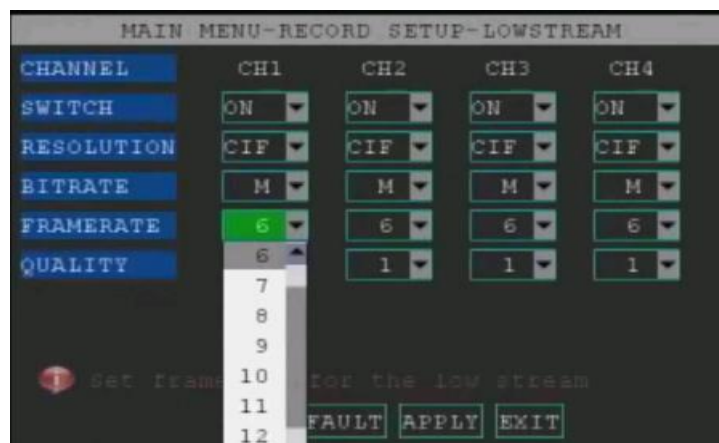 MAIN MENU-RECORD SETUP-LOWSTREAM
CHANNEL CH1 CH2 CH3 CH4
SWITCH ON ON ON ON
RESOLUTION CIF CIF CIF CIF
BITRATE M M M M
FRAMERATE 6 6 6 6
QUALITY 1 1 1
6
7
8
9
10
11
12
Set fram for the low stream
FAULT APPLY EXIT